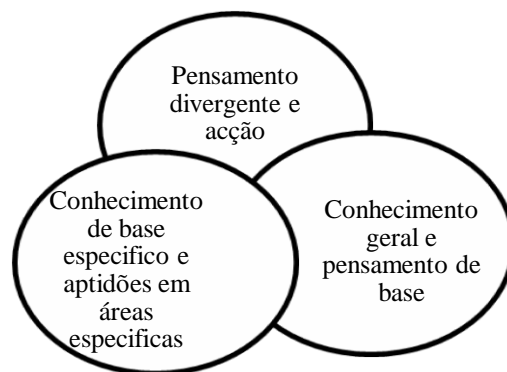 Pensamento
divergente e
acção
Conhecimento
de base
especifico e
aptidões em
áreas
especificas
Conhecimento
geral e
pensamento de
base